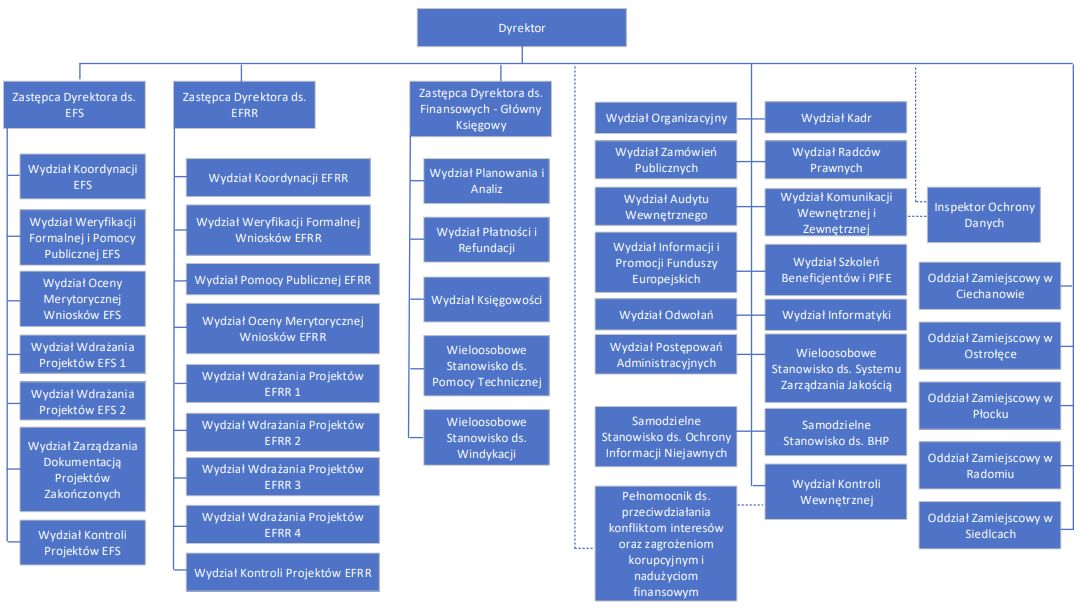 Dyrektor
Zastępca Dyrektora ds.
EFS
Wydział Koordynacji
EFS
Wydział Weryfikacji
Formalnej i Pomocy
Publicznej EFS
Wydział Oceny
Merytorycznej
Wniosków EFS
Wydział Wdrażania
Projektów EFS 1
Wydział Wdrażania
Projektów EFS 2
Wydział Zarządzania
Dokumentacją
Projektów
Zakończonych
Wydział Kontroli
Projektów EFS
Zastępca Dyrektora ds.
EFRR
Wydział Koordynacji EFRR
Wydział Weryfikacji Formalnej
Wniosków EFRR
Wydział Pomocy Publicznej EFRR
Wydział Oceny Merytorycznej
Wniosków EFRR
Wydział Wdrażania Projektów
EFRR 1
Wydział Wdrażania Projektów
EFRR 2
Wydział Wdrażania Projektów
EFRR 3
Wydział Wdrażania Projektów
EFRR 4
Wydział Kontroli Projektów EFRR
Zastępca Dyrektora ds.
Finansowych - Główny
Księgowy
Wydział Planowania i
Analiz
Wydział Płatności i
Refundacji
Wydział Księgowości
Wieloosobowe
Stanowisko ds.
Pomocy Technicznej
Wieloosobowe
Stanowisko ds.
Windykacji
Wydział Organizacyjny
Wydział Zamówień
Publicznych
Wydział Audytu
Wewnętrznego
Wydział Informacji i
Promocji Funduszy
Europejskich
Wydział Odwołań
Wydział Postępowań
Administracyjnych
Samodzielne
Stanowisko ds. Ochrony
Informacji Niejawnych
Pełnomocnik ds.
przeciwdziałania
konfliktom interesów
oraz zagrożeniom
korupcyjnym i
nadużyciom
finansowym
Wydział Kadr
Wydział Radców
Prawnych
Wydział Komunikacji
Wewnętrznej i
Zewnętrznej
Wydział Szkoleń
Beneficjentów i PIFE
Wydział Informatyki
Wieloosobowe
Stanowisko ds. Systemu
Zarządzania Jakością
Samodzielne
Stanowisko ds. BHP
Wydział Kontroli
Wewnętrznej
Inspektor Ochrony
Danych
Oddział Zamiejscowy w
Ciechanowie
Oddział Zamiejscowy w
Ostrołęce
Oddział Zamiejscowy w
Płocku
Oddział Zamiejscowy w
Radomiu
Oddział Zamiejscowy w
Siedlcach